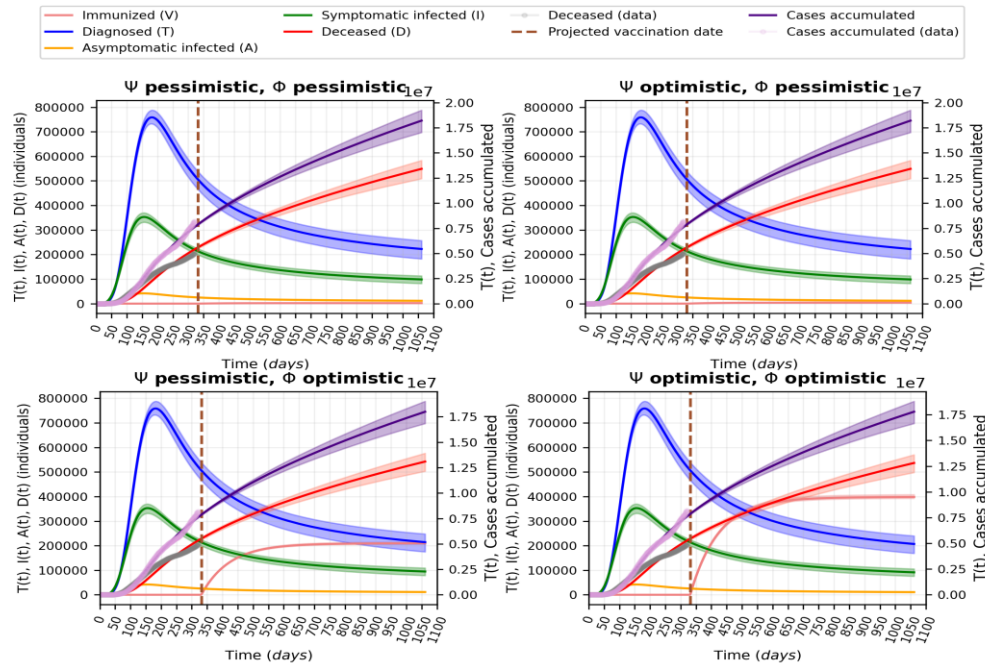 Immunized (V)
Diagnosed (T)
Asymptomatic infected (A)
Symptomatic infected (I)
Deceased (D)
Deceased (data)
Projected vaccination date
Cases accumulated
Cases accumulated (data)
Ψ pessimistic, Φ pessimistic
1e7
T(t), I(t), A(t), D(t) (individuals)
800000
700000
600000
500000
400000
300000
200000
100000
0
2.00
1.75
1.50
1.25
1.00
0.75
0.50
0.25
0.00
T(t), Cases accumulated
0 50 100 150 200 250 300 350 400 450 500 550 600 650 700 750 800 850 900 950 1000 1050 1100
Time (days)
Ψ optimistic, Φ pessimistic
1e7
T(t), I(t), A(t), D(t) (individuals)
800000
700000
600000
500000
400000
300000
200000
100000
0
2.00
1.75
1.50
1.25
1.00
0.75
0.50
0.25
0.00
T(t), Cases accumulated
0 50 100 150 200 250 300 350 400 450 500 550 600 650 700 750 800 850 900 950 1000 1050 1100
Time (days)
Ψ pessimistic, Φ optimistic
1e7
T(t), I(t), A(t), D(t) (individuals)
800000
700000
600000
500000
400000
300000
200000
100000
0
1.75
1.50
1.25
1.00
0.75
0.50
0.25
0.00
T(t), Cases accumulated
0 50 100 150 200 250 300 350 400 450 500 550 600 650 700 750 800 850 900 950 1000 1050 1100
Time (days)
Ψ optimistic, Φ optimistic
1e7
T(t), I(t), A(t), D(t) (individuals)
800000
700000
600000
500000
400000
300000
200000
100000
0
1.75
1.50
1.25
1.00
0.75
0.50
0.25
0.00
T(t), Cases accumulated
0 50 100 150 200 250 300 350 400 450 500 550 600 650 700 750 800 850 900 950 1000 1050 1100
Time (days)